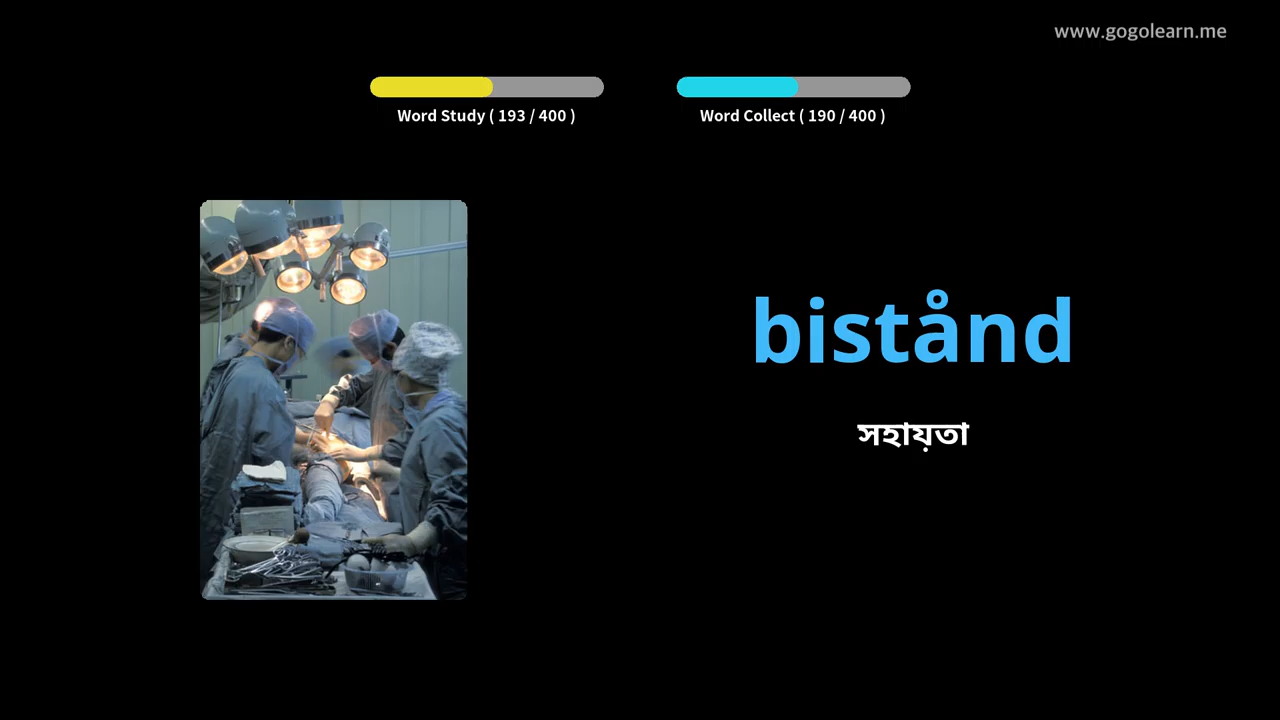 www.gogolearn.me
Word Study ( 193 / 400 )
Word Collect ( 190 / 400 )
bistånd
সহায়তা